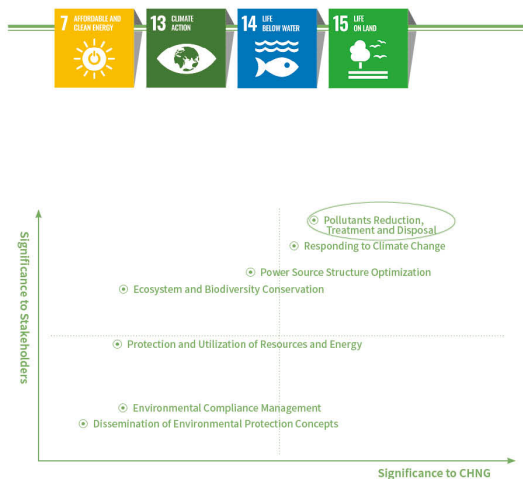 7 AFFORDABLE AND
CLEAN ENERGY
13 CLIMATE
ACTION
14 LIFE
BELOW WATER
15 LIFE
ON LAND
Significance to Stakeholders
Pollutants Reduction,
Treatment and Disposal
Responding to Climate Change
Power Source Structure Optimization
Ecosystem and Biodiversity Conservation
Protection and Utilization of Resources and Energy
Environmental Compliance Management
Dissemination of Environmental Protection Concepts
Significance to CHNG